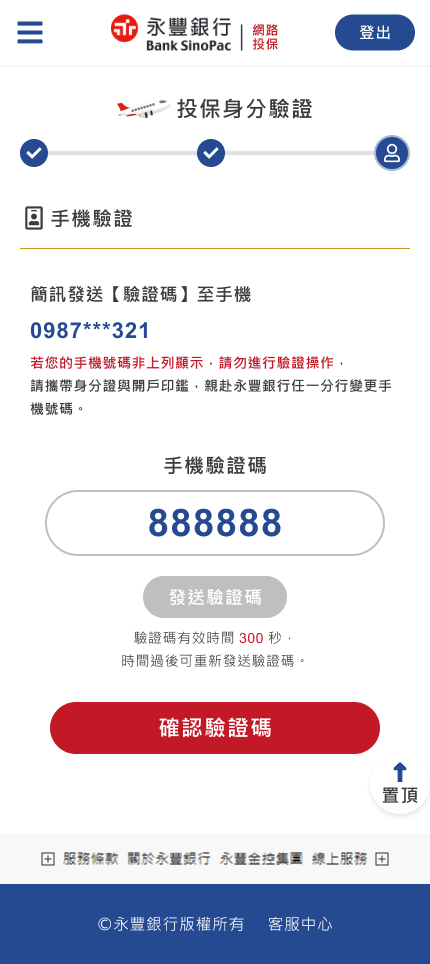 永豐銀行
Bank SinoPac
網路
投保
登出
投保身分驗證
手機驗證
簡訊發送【驗證碼】至手機
0987***321
若您的手機號碼非上列顯示，請勿進行驗證操作，
請攜帶身分證與開戶印鑑，親赴永豐銀行任一分行變更手
機號碼。
手機驗證碼
888888
發送驗證碼
驗證碼有效時間 300 秒，
時間過後可重新發送驗證碼。
確認驗證碼
置頂
服務條款 關於永豐銀行 永豐金控集團 線上服務
©永豐銀行版權所有 客服中心